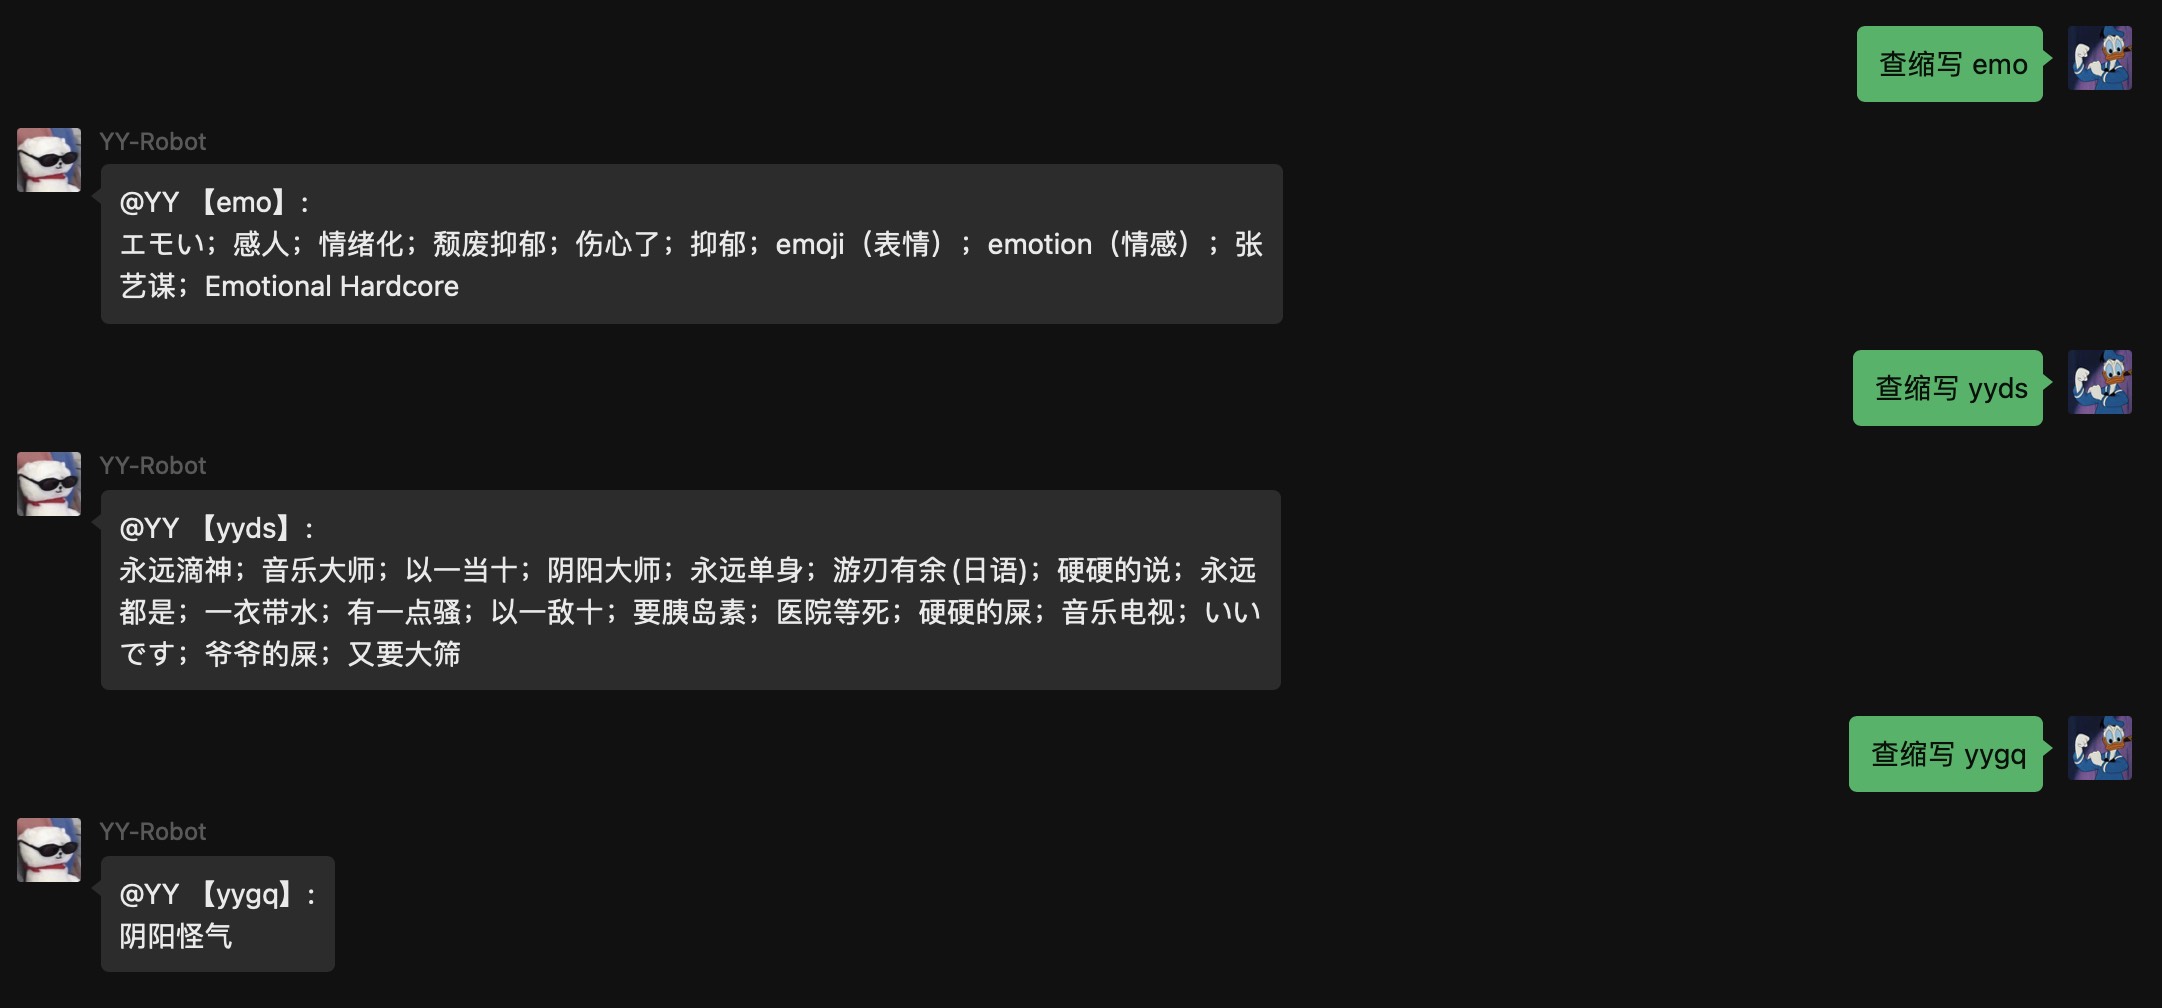 查缩写 emo
YY-Robot
@YY 【emo】:
エモい；感人；情绪化；颓废抑郁；伤心了；抑郁；emoji（表情）；emotion（情感）；张
艺谋；Emotional Hardcore
查缩写 yyds
YY-Robot
@YY 【yyds】:
永远滴神；音乐大师；以一当十；阴阳大师；永远单身；游刃有余(日语)；硬硬的说；永远
都是；一衣带水；有一点骚；以一敌十；要胰岛素；医院等死；硬硬的屎；音乐电视；いい
です；爷爷的屎；又要大筛
查缩写 yygq
YY-Robot
@YY 【yygq】:
阴阳怪气